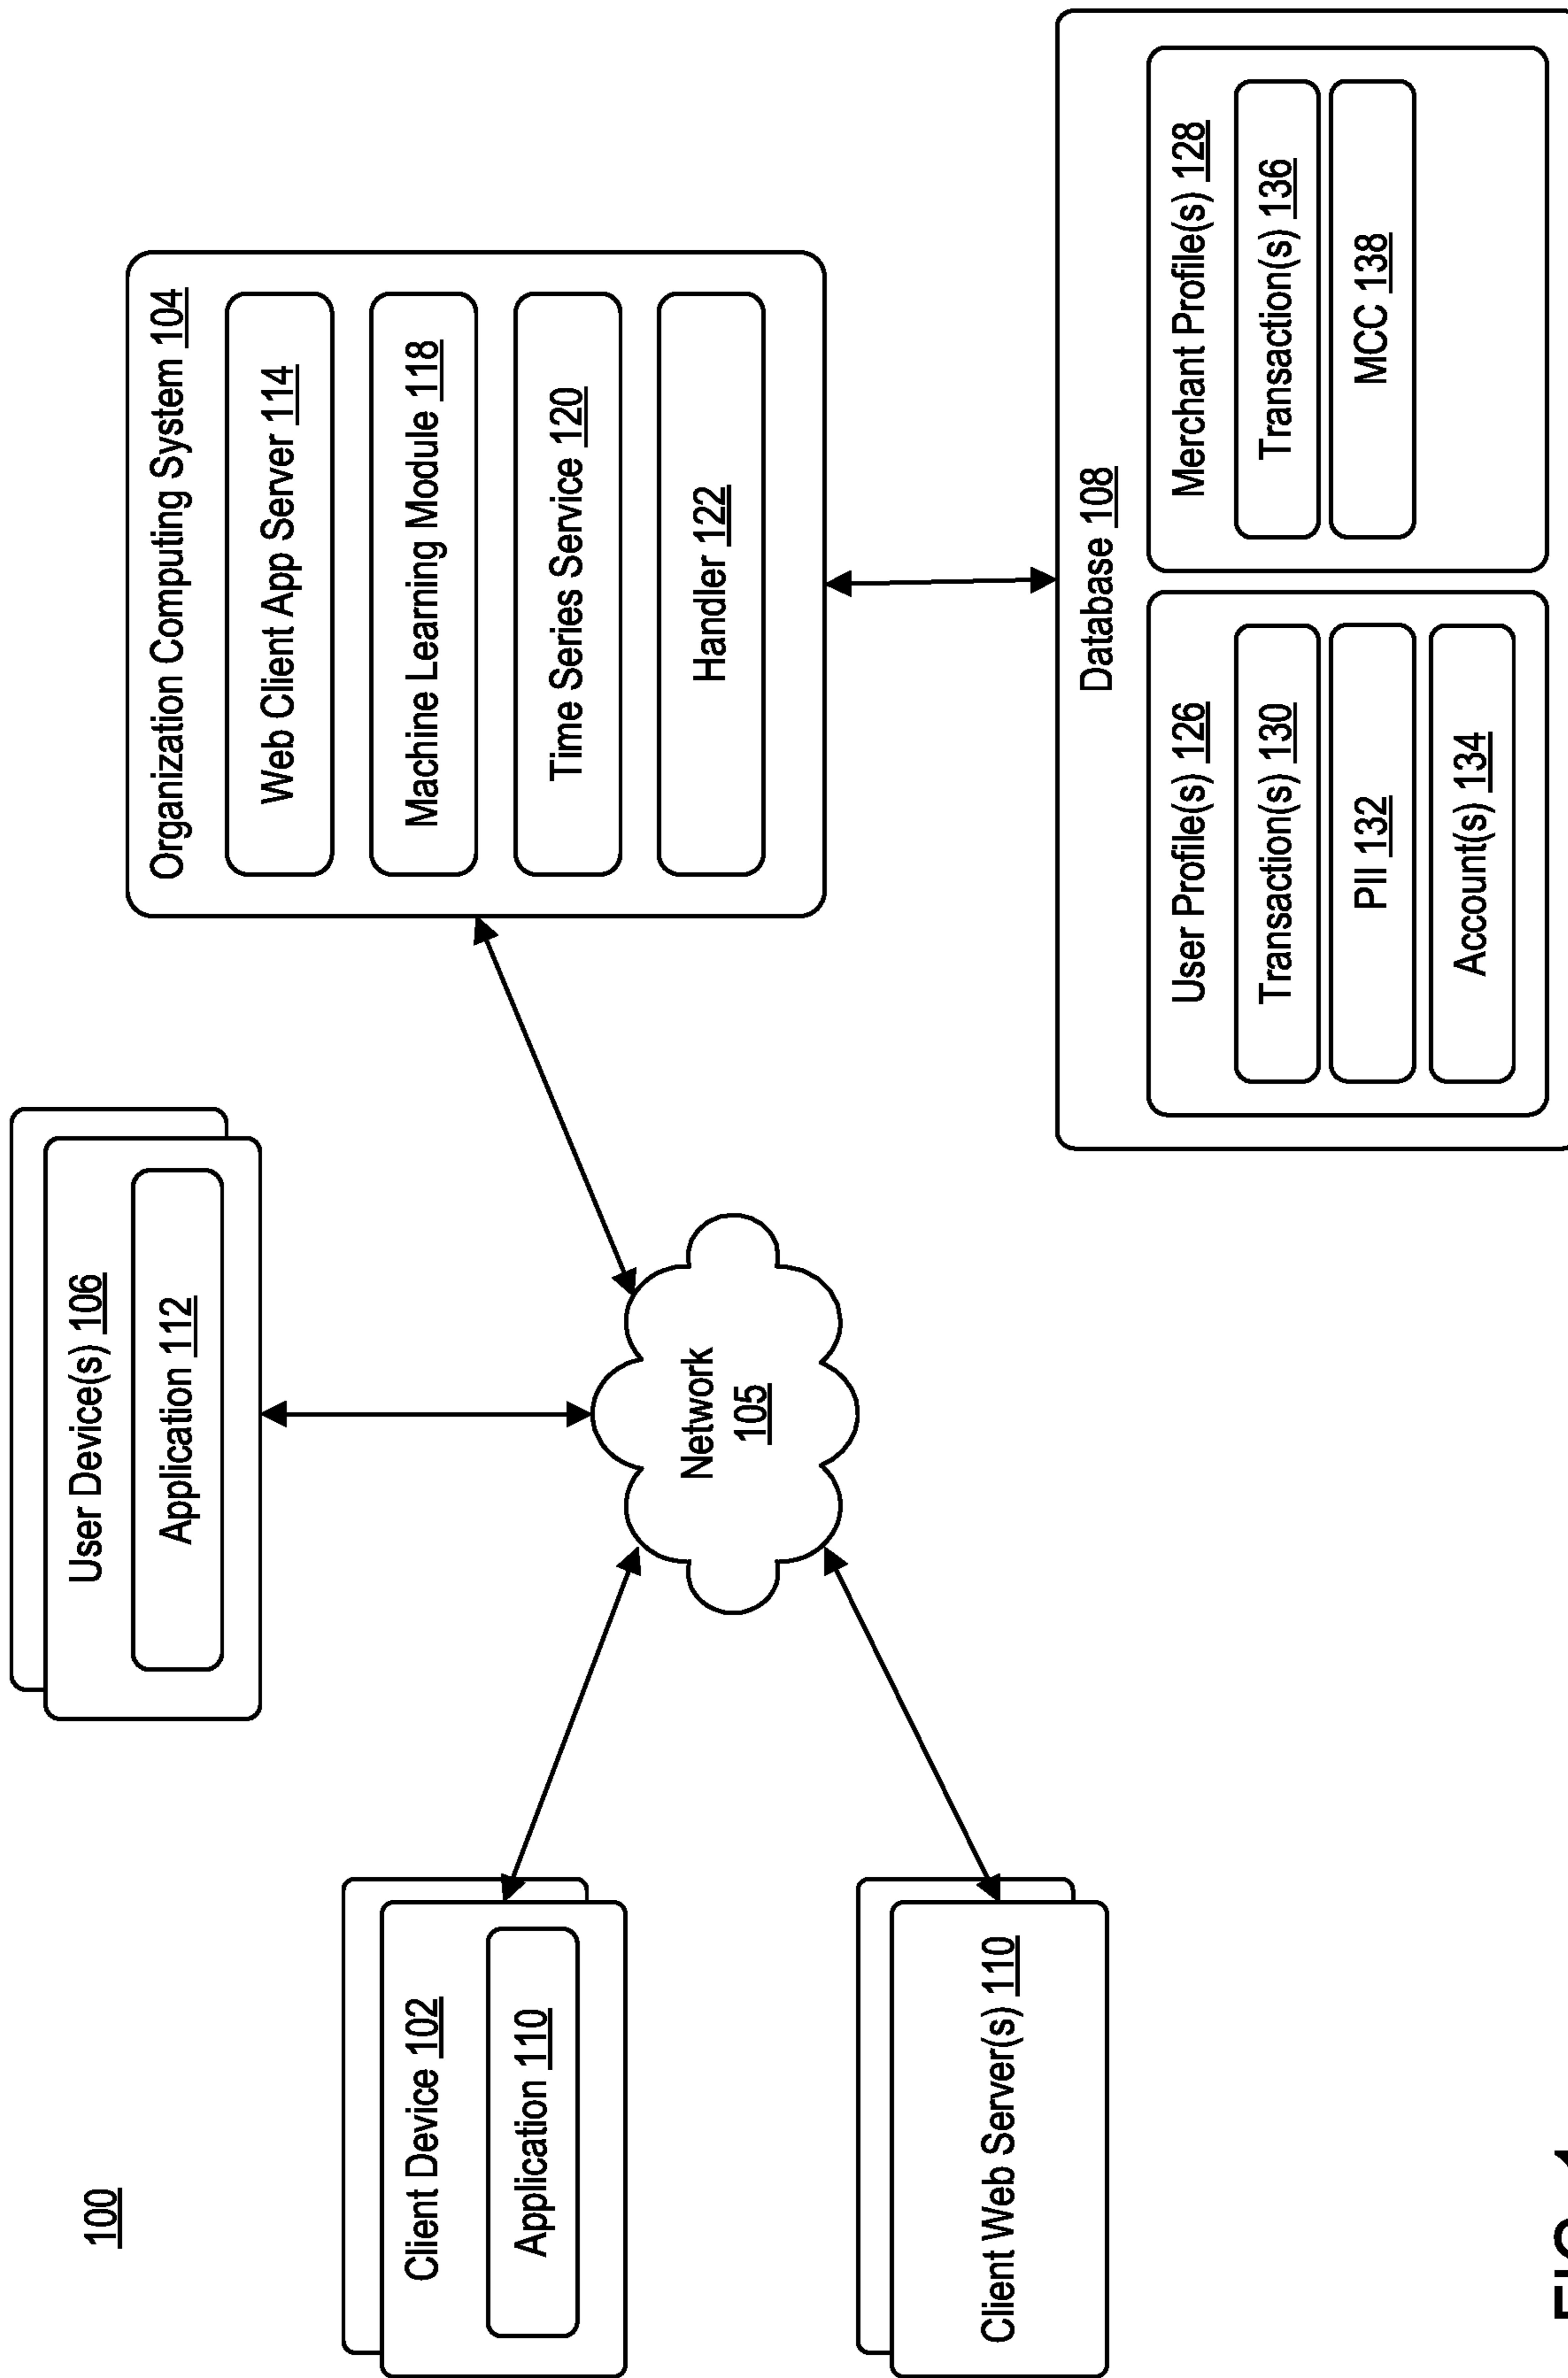 100
User Device(s) 106
Application 112
Client Device 102
Application 110
Client Web Server(s) 110
Network
105
Organization Computing System 104
Web Client App Server 114
Machine Learning Module 118
Time Series Service 120
Handler 122
Database 108
User Profile(s) 126
Transaction(s) 130
PII 132
Account(s) 134
Merchant Profile(s) 128
Transaction(s) 136
MCC 138